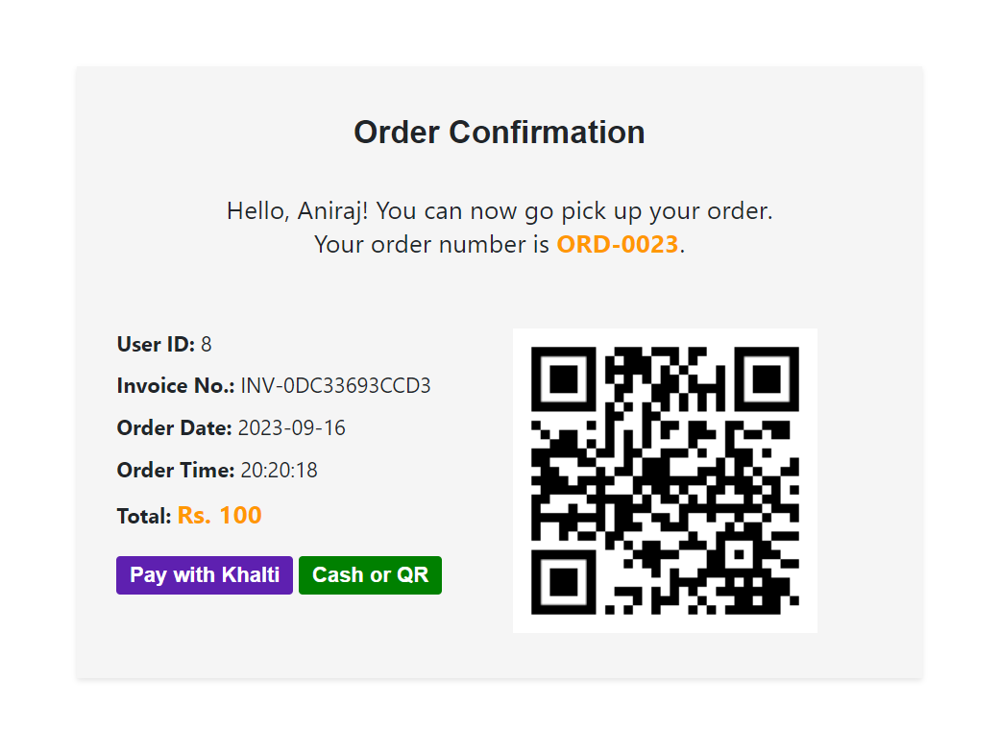 Order Confirmation
Hello, Aniraj! You can now go pick up your order.
Your order number is ORD-0023.
User ID: 8
Invoice No.: INV-0DC33693CCD3
Order Date: 2023-09-16
Order Time: 20:20:18
Total: Rs. 100
Pay with Khalti Cash or QR